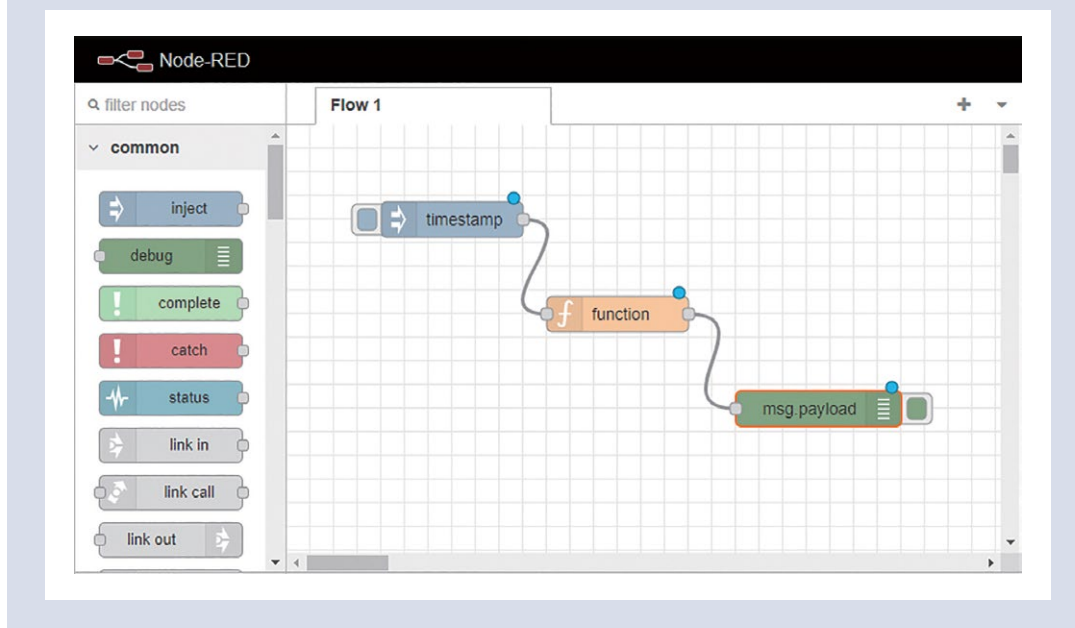 Node-RED
filter nodes
Flow 1
common
inject
debug
complete
catch
status
link in
link call
link out
timestamp
function
msg.payload